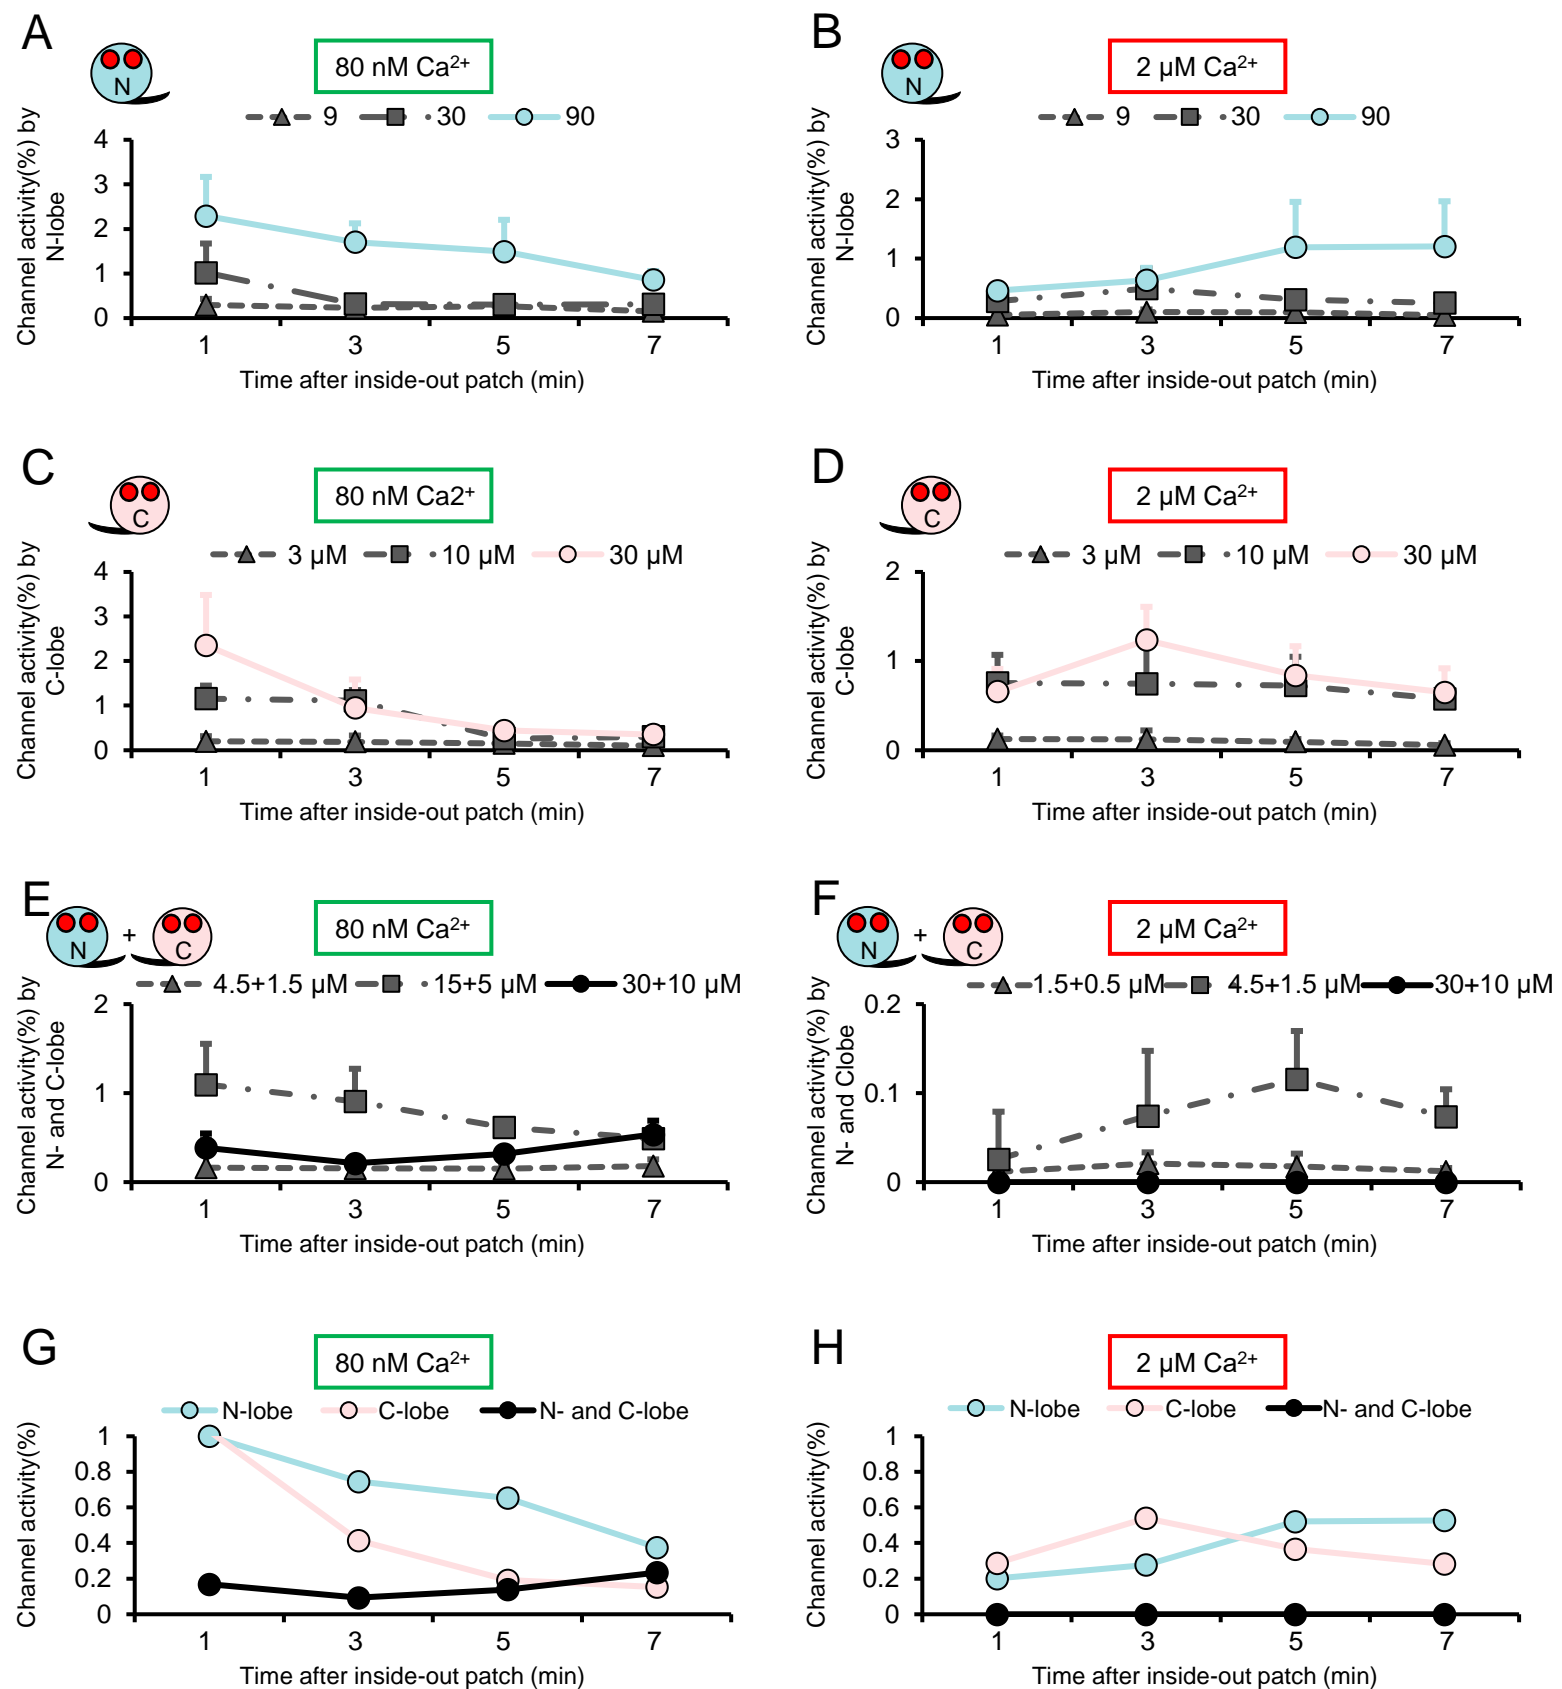 A
N
80 nM Ca²⁺
9 30 90
Channel activity(%) by
N-lobe
4
3
2
1
0
1 3 5 7
Time after inside-out patch (min)
B
N
2 µM Ca²⁺
9 30 90
Channel activity(%) by
N-lobe
3
2
1
0
1 3 5 7
Time after inside-out patch (min)
C
C
80 nM Ca2⁺
3 µM 10 µM 30 µM
Channel activity(%) by
C-lobe
4
3
2
1
0
1 3 5 7
Time after inside-out patch (min)
D
C
2 µM Ca²⁺
3 µM 10 µM 30 µM
Channel activity(%) by
C-lobe
2
1
0
1 3 5 7
Time after inside-out patch (min)
E
N + C
80 nM Ca²⁺
4.5+1.5 µM 15+5 µM 30+10 µM
Channel activity(%) by
N- and C-lobe
2
1
0
1 3 5 7
Time after inside-out patch (min)
F
N + C
2 µM Ca²⁺
1.5+0.5 µM 4.5+1.5 µM 30+10 µM
Channel activity(%) by
N- and Clobe
0.2
0.1
0
1 3 5 7
Time after inside-out patch (min)
G
80 nM Ca²⁺
N-lobe C-lobe N- and C-lobe
Channel activity(%)
1
0.8
0.6
0.4
0.2
0
1 3 5 7
Time after inside-out patch (min)
H
2 µM Ca²⁺
N-lobe C-lobe N- and C-lobe
Channel activity(%)
1
0.8
0.6
0.4
0.2
0
1 3 5 7
Time after inside-out patch (min)